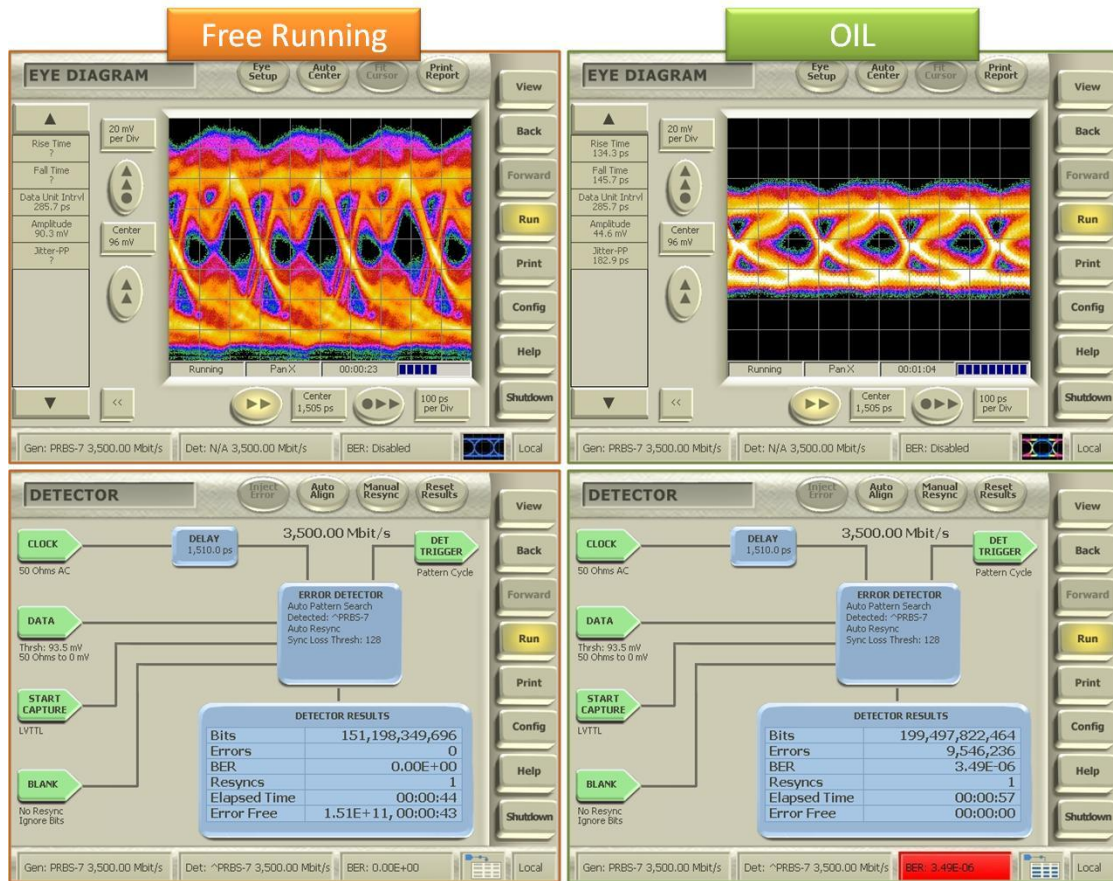 Free Running
EYE DIAGRAM
Eye Setup
Auto Center
Fit Cursor
Print Report
View
Back
Forward
Run
Print
Config
Help
Shutdown
Rise Time
?
Fall Time
?
Data Unit Intrvl
285.7 ps
Amplitude
90.3 mV
Jitter-PP
?
20 mV
per Div
Center
96 mV
Running
Pan X
00:00:23
<<
Center
1,505 ps
100 ps
per Div
Gen: PRBS-7 3,500.00 Mbit/s
Det: N/A 3,500.00 Mbit/s
BER: Disabled
Local
OIL
EYE DIAGRAM
Eye Setup
Auto Center
Fit Cursor
Print Report
View
Back
Forward
Run
Print
Config
Help
Shutdown
Rise Time
134.3 ps
Fall Time
145.7 ps
Data Unit Intrvl
285.7 ps
Amplitude
44.6 mV
Jitter-PP
182.9 ps
20 mV
per Div
Center
96 mV
Running
Pan X
00:01:04
<<
Center
1,505 ps
100 ps
per Div
Gen: PRBS-7 3,500.00 Mbit/s
Det: N/A 3,500.00 Mbit/s
BER: Disabled
Local
DETECTOR
Inject Error
Auto Align
Manual Resync
Reset Results
View
Back
Forward
Run
Print
Config
Help
Shutdown
CLOCK
50 Ohms AC
DELAY
1,510.0 ps
3,500.00 Mbit/s
DET TRIGGER
Pattern Cycle
DATA
Thrsh: 93.5 mV
50 Ohms to 0 mV
ERROR DETECTOR
Auto Pattern Search
Detected: ^PRBS-7
Auto Resync
Sync Loss Thresh: 128
START CAPTURE
LVTTL
BLANK
No Resync
Ignore Bits
DETECTOR RESULTS
Bits 151,198,349,696
Errors 0
BER 0.00E+00
Resyncs 1
Elapsed Time 00:00:44
Error Free 1.51E+11, 00:00:43
Gen: PRBS-7 3,500.00 Mbit/s
Det: ^PRBS-7 3,500.00 Mbit/s
BER: 0.00E+00
Local
DETECTOR
Inject Error
Auto Align
Manual Resync
Reset Results
View
Back
Forward
Run
Print
Config
Help
Shutdown
CLOCK
50 Ohms AC
DELAY
1,510.0 ps
3,500.00 Mbit/s
DET TRIGGER
Pattern Cycle
DATA
Thrsh: 93.5 mV
50 Ohms to 0 mV
ERROR DETECTOR
Auto Pattern Search
Detected: ^PRBS-7
Auto Resync
Sync Loss Thresh: 128
START CAPTURE
LVTTL
BLANK
No Resync
Ignore Bits
DETECTOR RESULTS
Bits 199,497,822,464
Errors 9,546,236
BER 3.49E-06
Resyncs 1
Elapsed Time 00:00:57
Error Free 00:00:00
Gen: PRBS-7 3,500.00 Mbit/s
Det: ^PRBS-7 3,500.00 Mbit/s
BER: 3.49E-06
Local